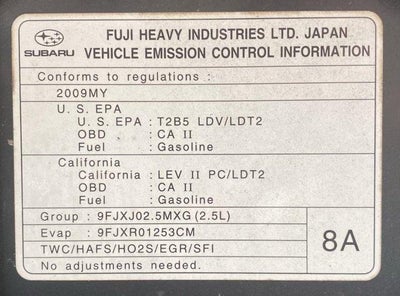 SUBARU
FUJI HEAVY INDUSTRIES LTD. JAPAN
VEHICLE EMISSION CONTROL INFORMATION
Conforms to regulations :
2009MY
U. S. EPA
U. S. EPA : T2B5 LDV/LDT2
OBD : CA II
Fuel : Gasoline
California
California : LEV II PC/LDT2
OBD : CA II
Fuel : Gasoline
Group : 9FJXJ02.5MXG (2.5L)
Evap : 9FJXR01253CM
TWC/HAFS/HO2S/EGR/SFI
No adjustments needed.
8A